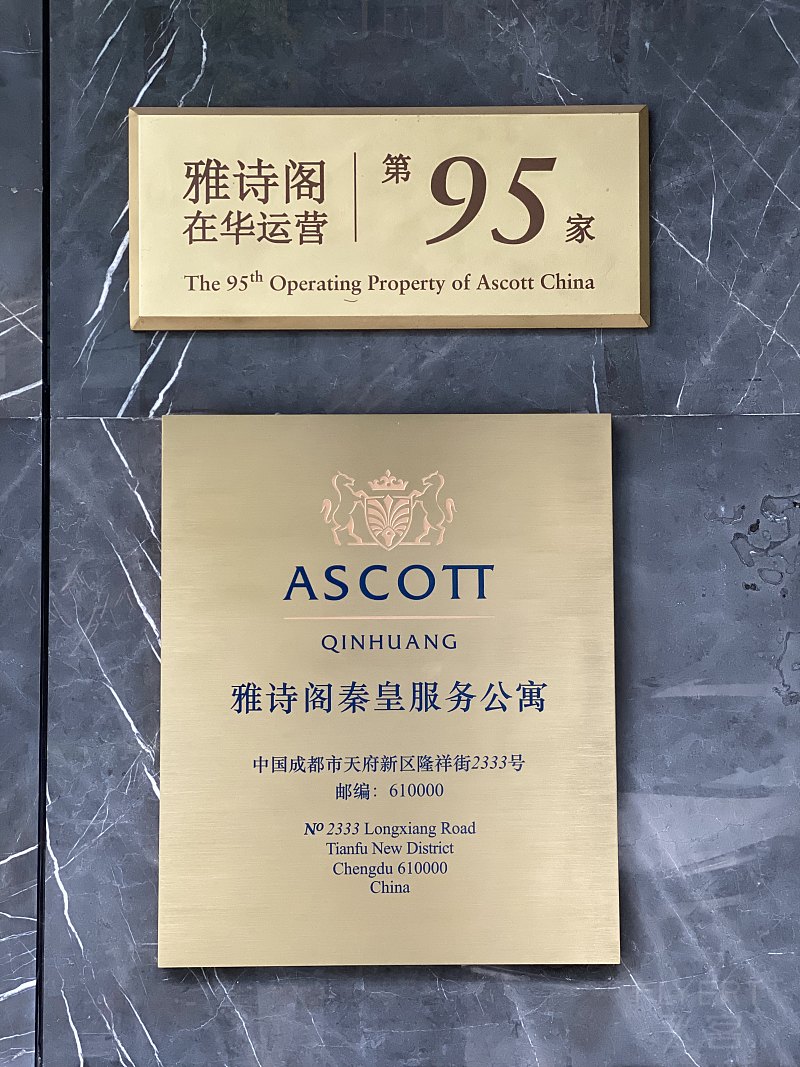 雅诗阁
在华运营
第95家
The 95th Operating Property of Ascott China
ASCOTT
QINHUANG
雅诗阁秦皇服务公寓
中国成都市天府新区隆祥街2333号
邮编：610000
Nº 2333 Longxiang Road
Tianfu New District
Chengdu 610000
China